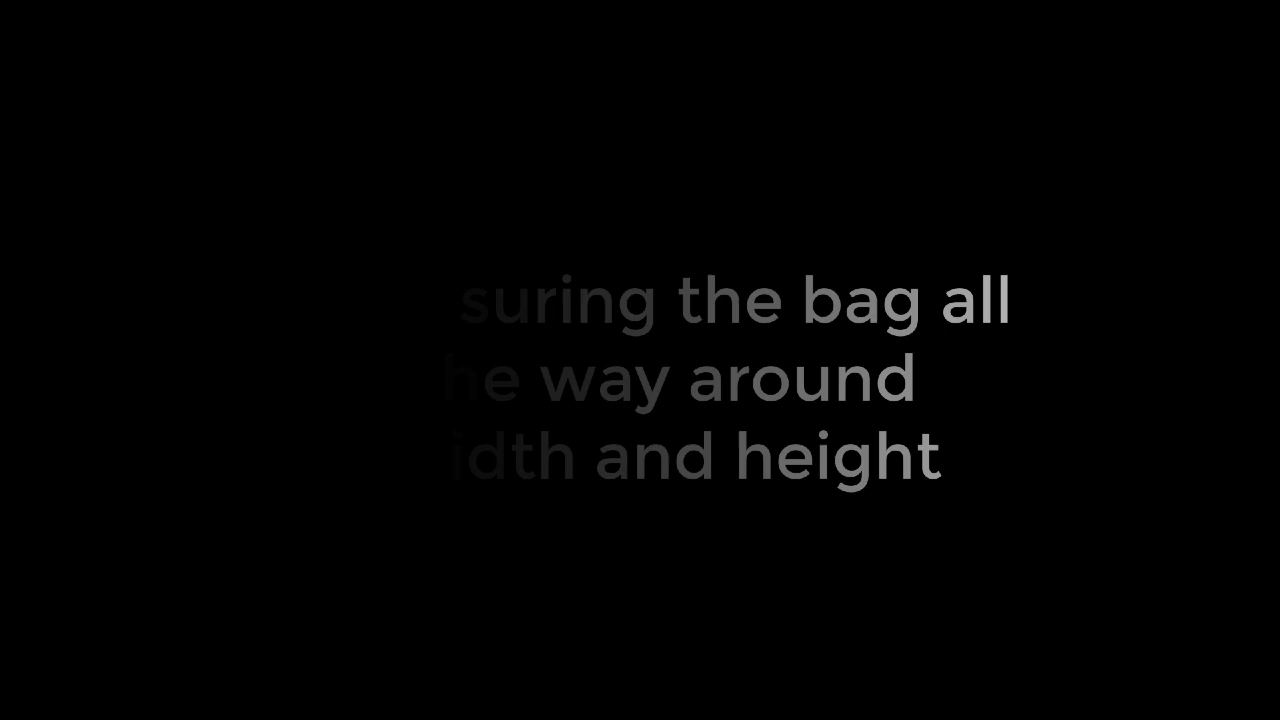 suring the bag all
he way around
idth and height